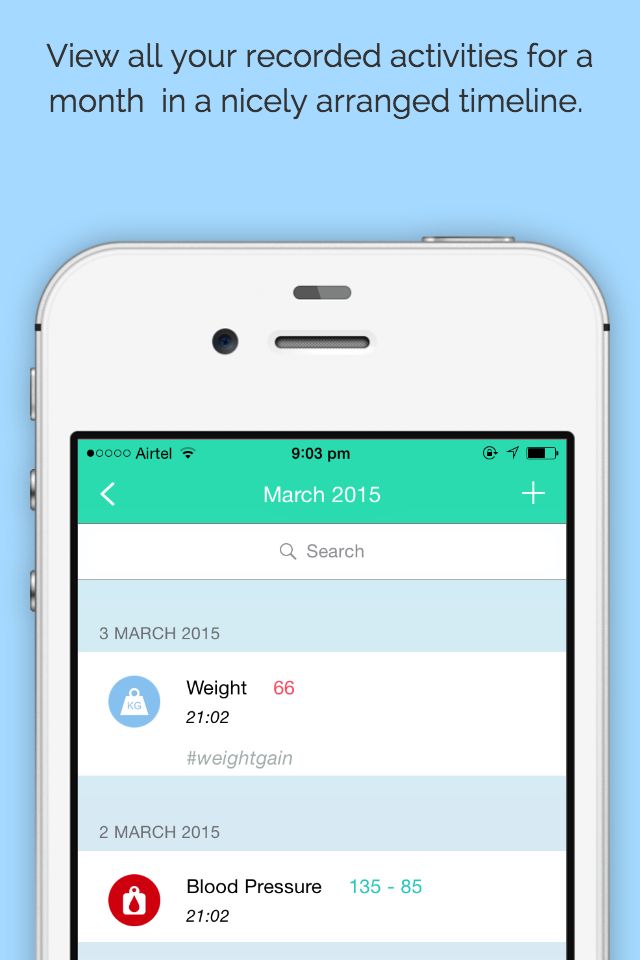 View all your recorded activities for a
month in a nicely arranged timeline.
Airtel 9:03 pm
March 2015
Search
3 MARCH 2015
Weight 66
KG
21:02
#weightgain
2 MARCH 2015
Blood Pressure 135 - 85
21:02